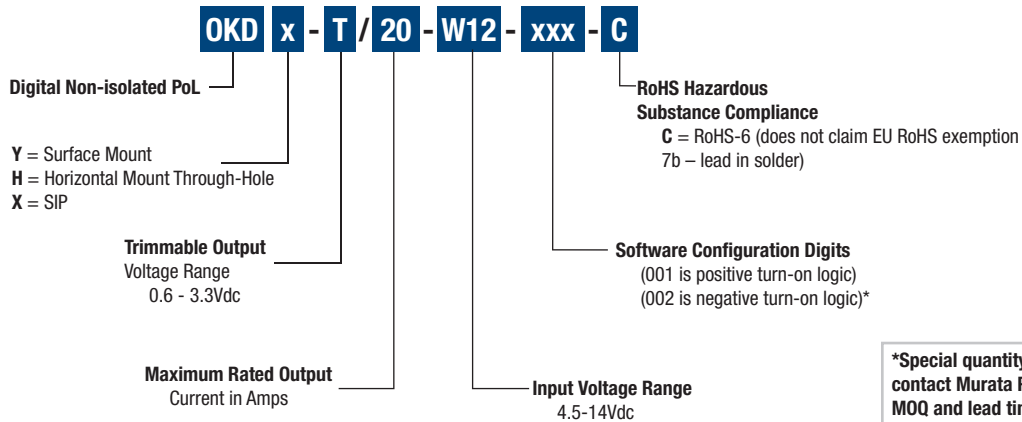 OKD x - T / 20 - W12 - xxx - C
Digital Non-isolated PoL
Y = Surface Mount
H = Horizontal Mount Through-Hole
X = SIP
Trimmable Output
Voltage Range
0.6 - 3.3Vdc
Maximum Rated Output
Current in Amps
Input Voltage Range
4.5-14Vdc
Software Configuration Digits
(001 is positive turn-on logic)
(002 is negative turn-on logic)*
RoHS Hazardous
Substance Compliance
C = RoHS-6 (does not claim EU RoHS exemption
7b – lead in solder)
*Special quantity
contact Murata
MOQ and lead